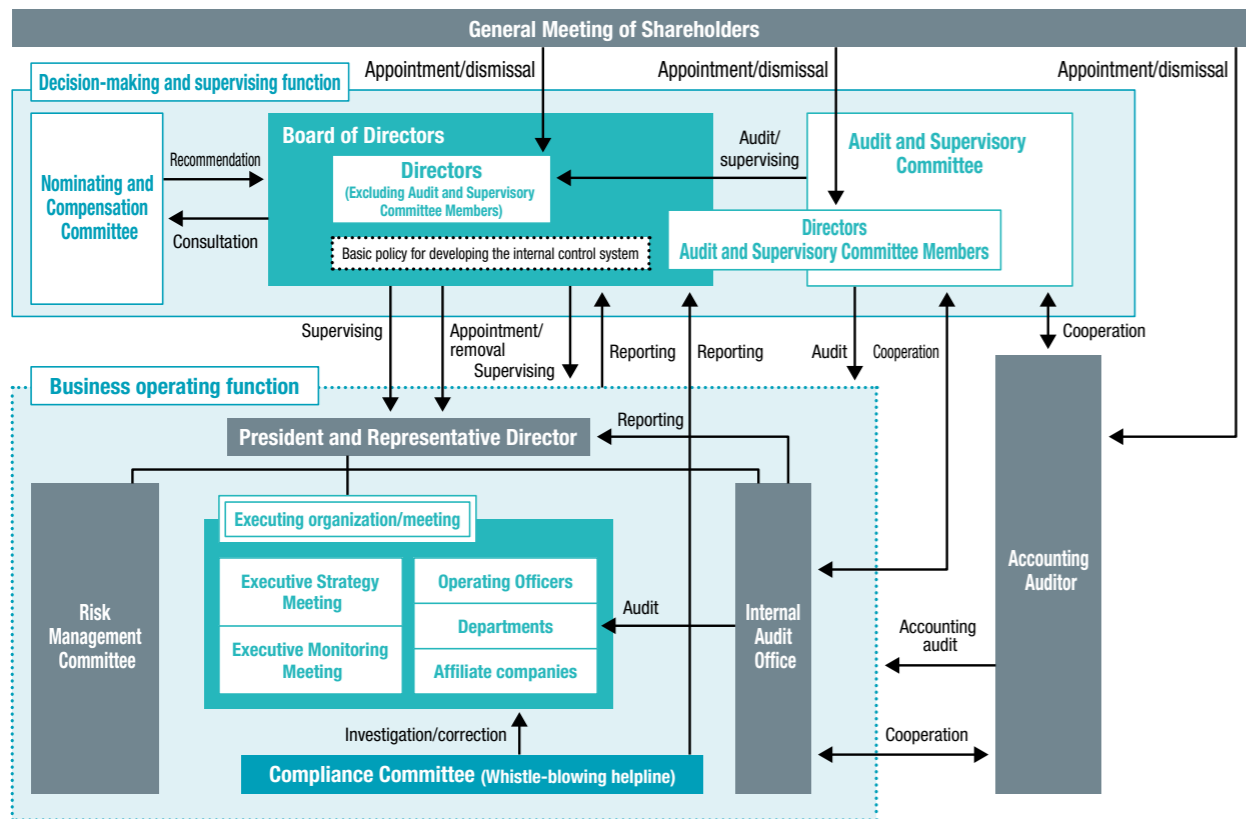 General Meeting of Shareholders
Appointment/dismissal
Appointment/dismissal
Appointment/dismissal
Decision-making and supervising function
Nominating and
Compensation
Committee
Recommendation
Consultation
Board of Directors
Directors
(Excluding Audit and Supervisory
Committee Members)
Basic policy for developing the internal control system
Audit/
supervising
Audit and Supervisory
Committee
Directors
Audit and Supervisory Committee Members
Supervising
Appointment/
removal
Supervising
Reporting
Reporting
Audit
Cooperation
Cooperation
Business operating function
President and Representative Director
Reporting
Risk
Management
Committee
Executing organization/meeting
Executive Strategy
Meeting
Executive Monitoring
Meeting
Operating Officers
Departments
Affiliate companies
Audit
Internal
Audit
Office
Accounting
Auditor
Accounting
audit
Cooperation
Investigation/correction
Compliance Committee (Whistle-blowing helpline)